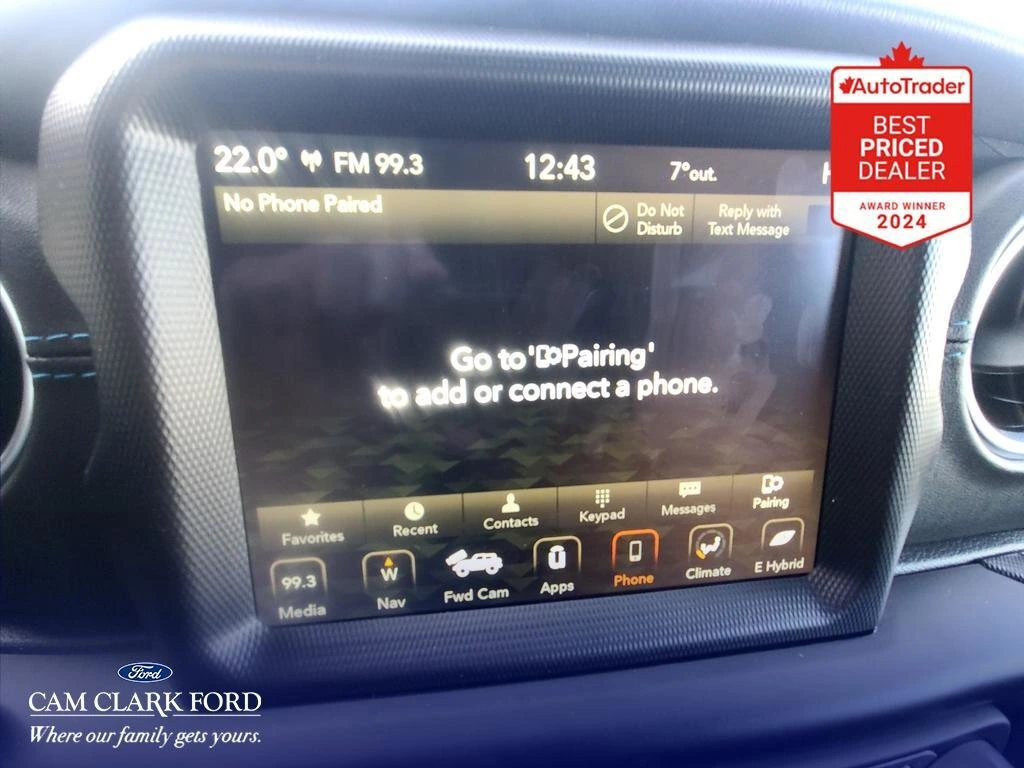 22.0° FM 99.3 12:43 7°out.
No Phone Paired
Do Not
Disturb
Reply with
Text Message
Go to 'Pairing'
to add or connect a phone.
Favorites Recent Contacts Keypad Messages Pairing
99.3 W
Media Nav Fwd Cam Apps Phone Climate E Hybrid
AutoTrader
BEST
PRICED
DEALER
AWARD WINNER
2024
Ford
CAM CLARK FORD
Where our family gets yours.